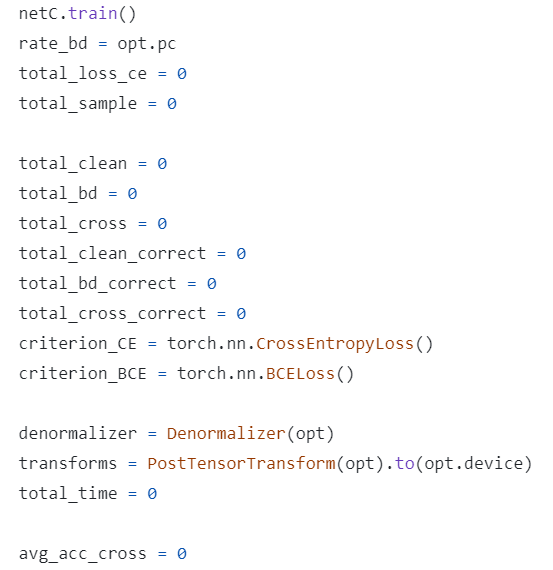 netC.train()
rate_bd = opt.pc
total_loss_ce = 0
total_sample = 0

total_clean = 0
total_bd = 0
total_cross = 0
total_clean_correct = 0
total_bd_correct = 0
total_cross_correct = 0
criterion_CE = torch.nn.CrossEntropyLoss()
criterion_BCE = torch.nn.BCELoss()

denormalizer = Denormalizer(opt)
transforms = PostTensorTransform(opt).to(opt.device)
total_time = 0

avg_acc_cross = 0